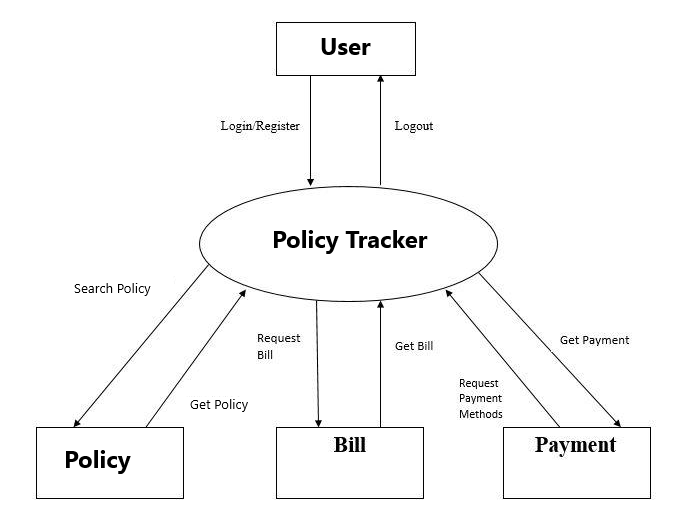 User
Login/Register
Logout
Policy Tracker
Search Policy
Get Policy
Request
Bill
Get Bill
Request
Payment
Methods
Get Payment
Policy
Bill
Payment